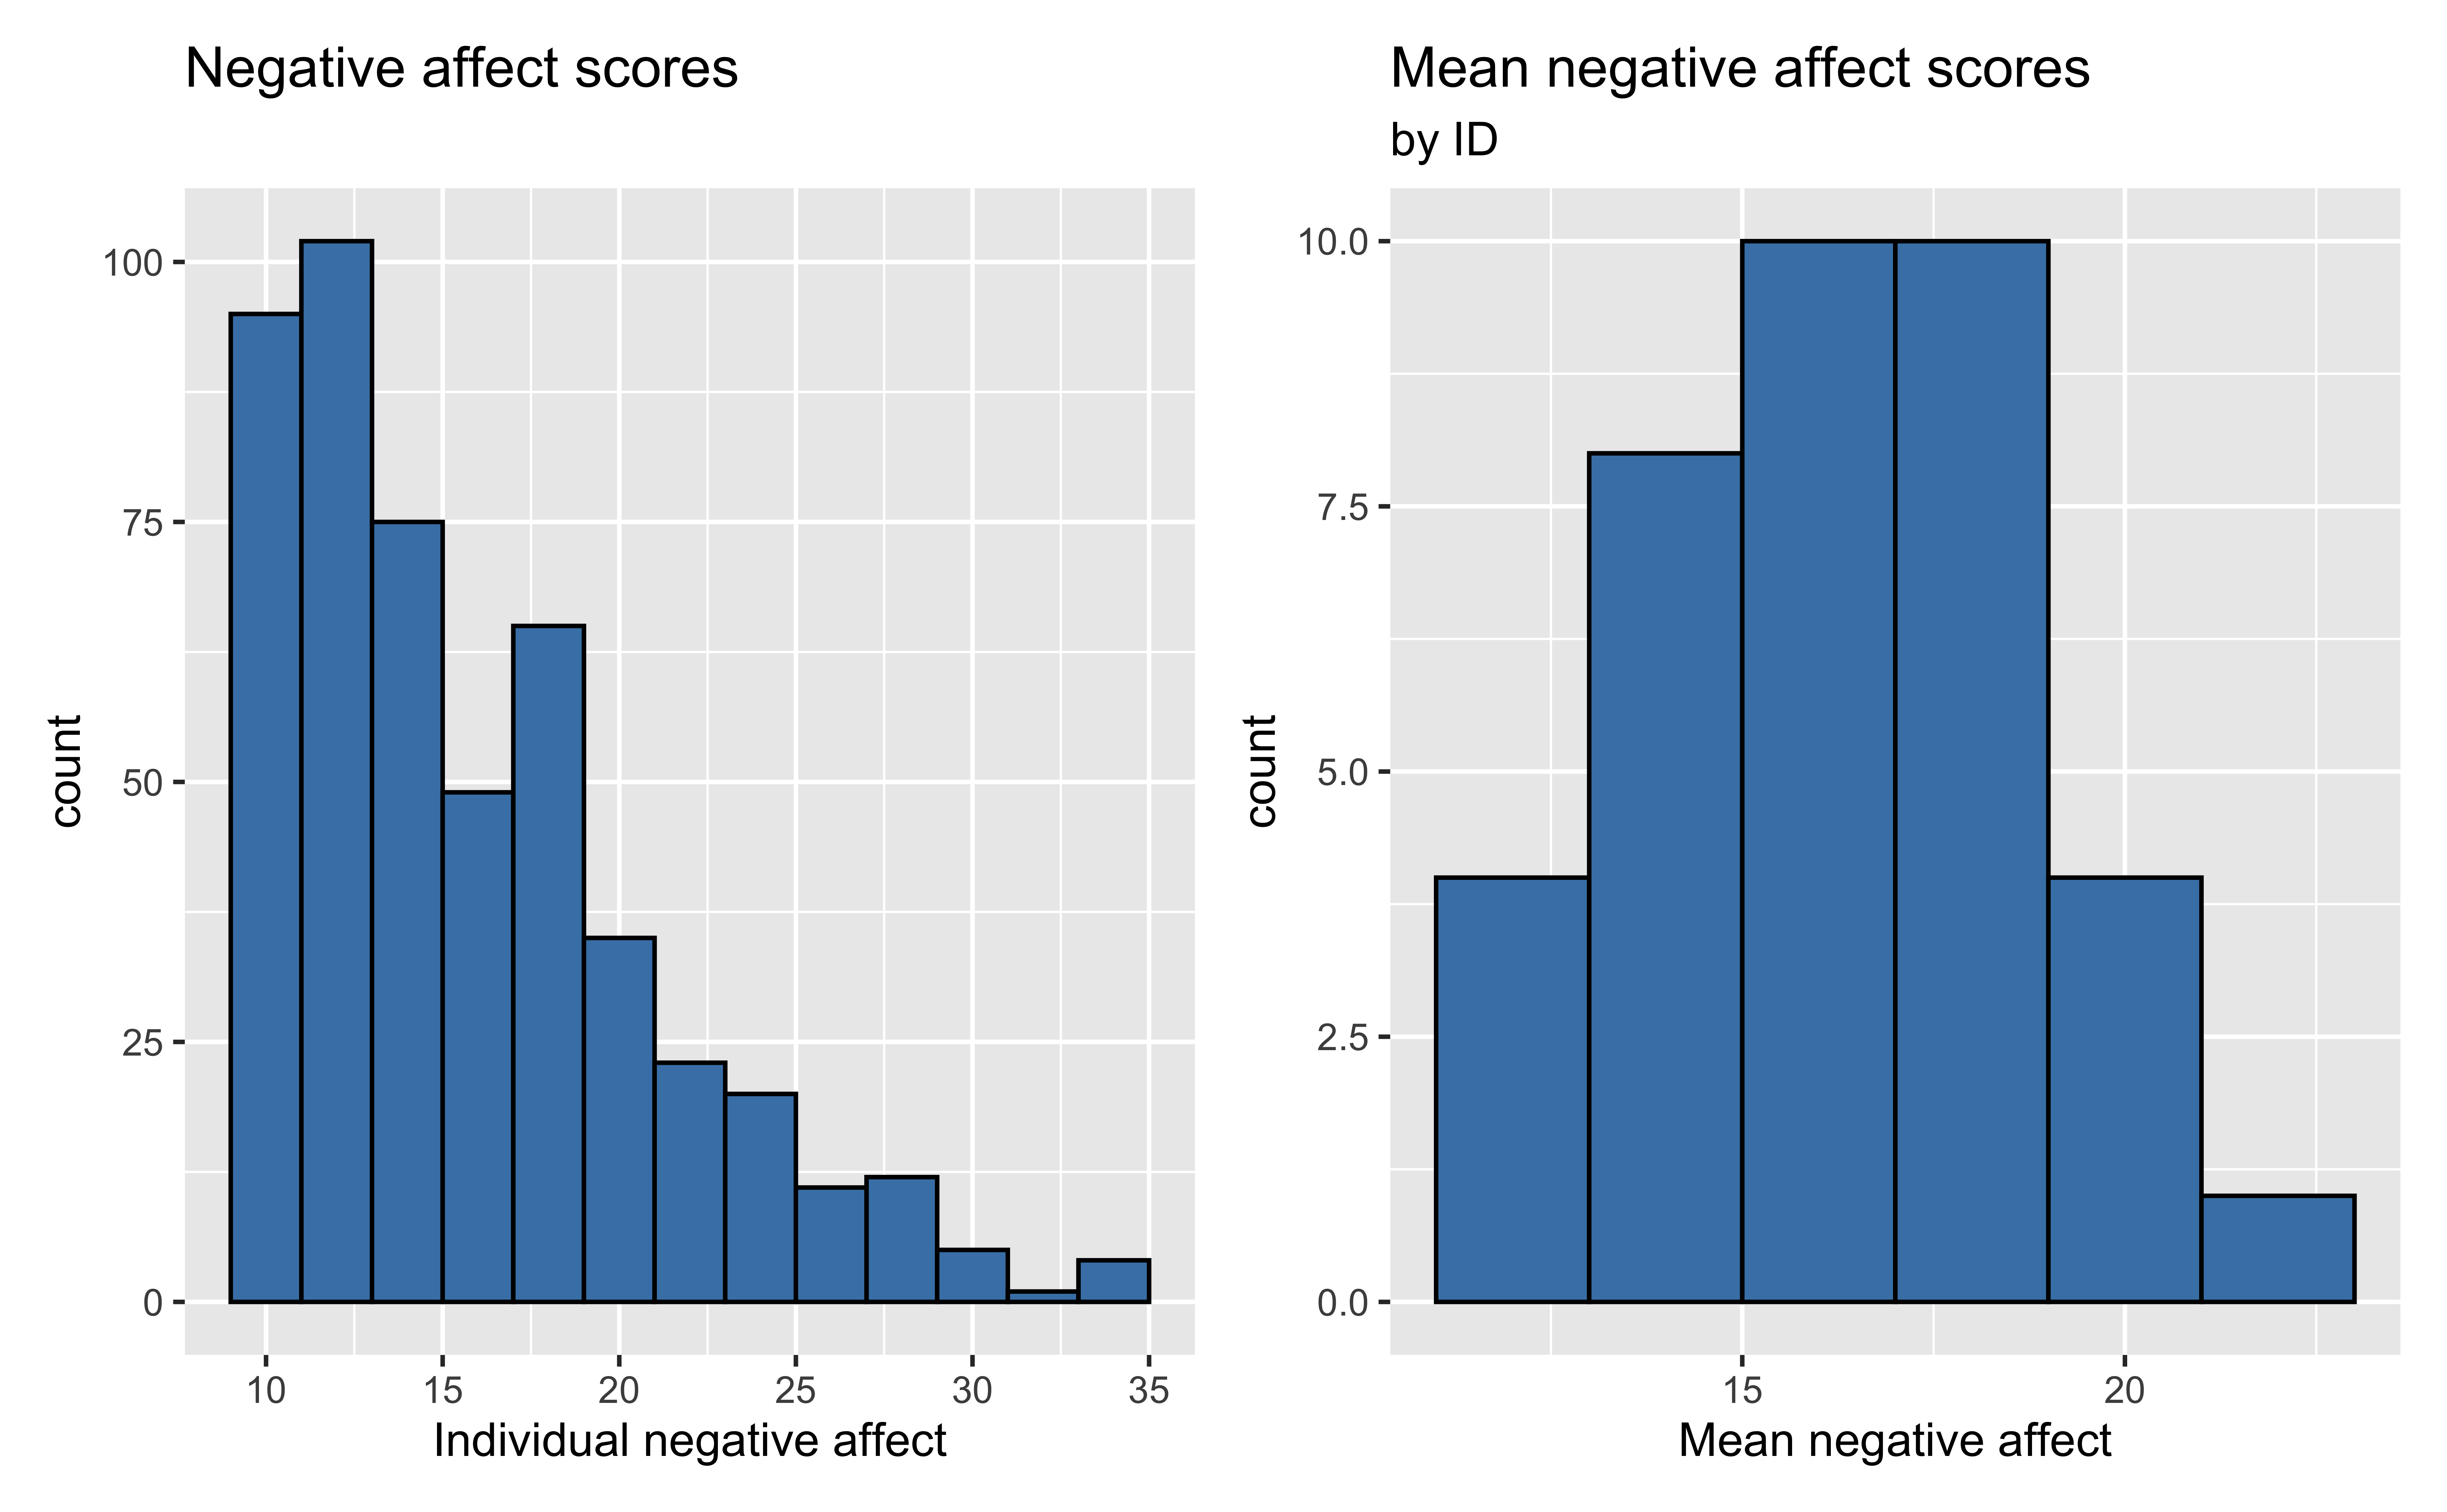 Negative affect scores
count
100
75
50
25
0
10 15 20 25 30 35
Individual negative affect
Mean negative affect scores
by ID
count
10.0
7.5
5.0
2.5
0.0
15 20
Mean negative affect